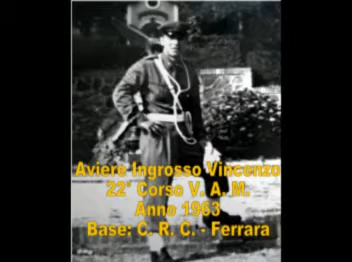 Aviere Ingrosso Vincenzo
22° Corso V. A. M.
Anno 1963
Base: C. R. C. - Ferrara